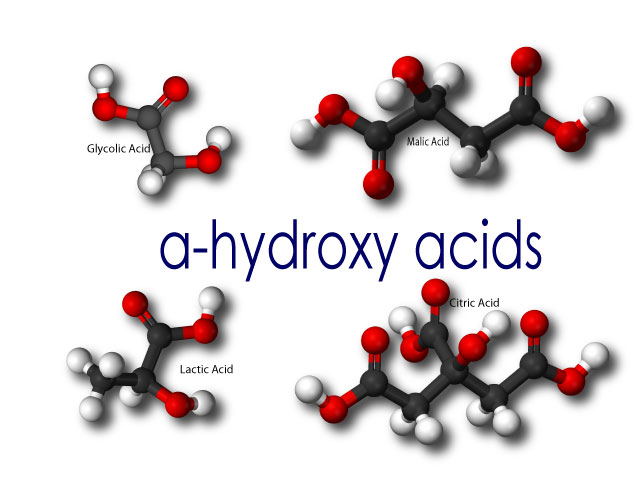 Glycolic Acid
Malic Acid
α-hydroxy acids
Citric Acid
Lactic Acid